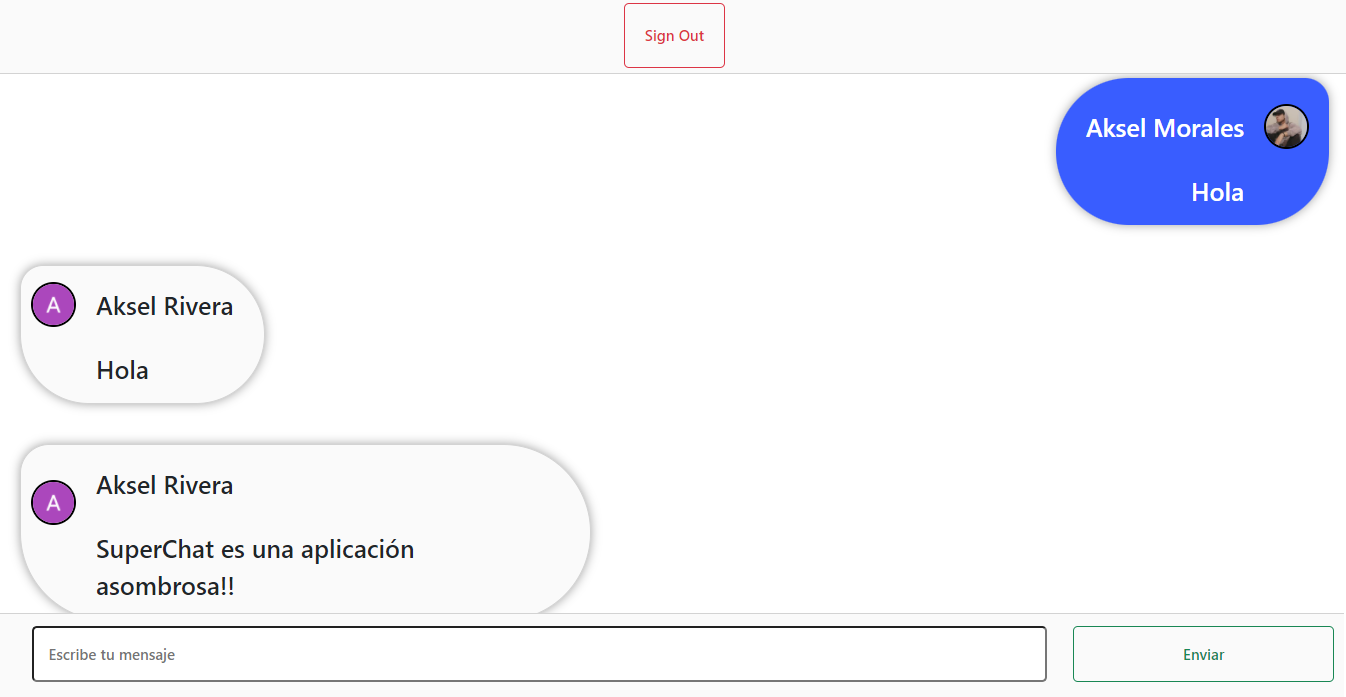 Sign Out
Aksel Morales
Hola
A
Aksel Rivera
Hola
Aksel Rivera
A
SuperChat es una aplicación
asombrosa!!
Escribe tu mensaje
Enviar